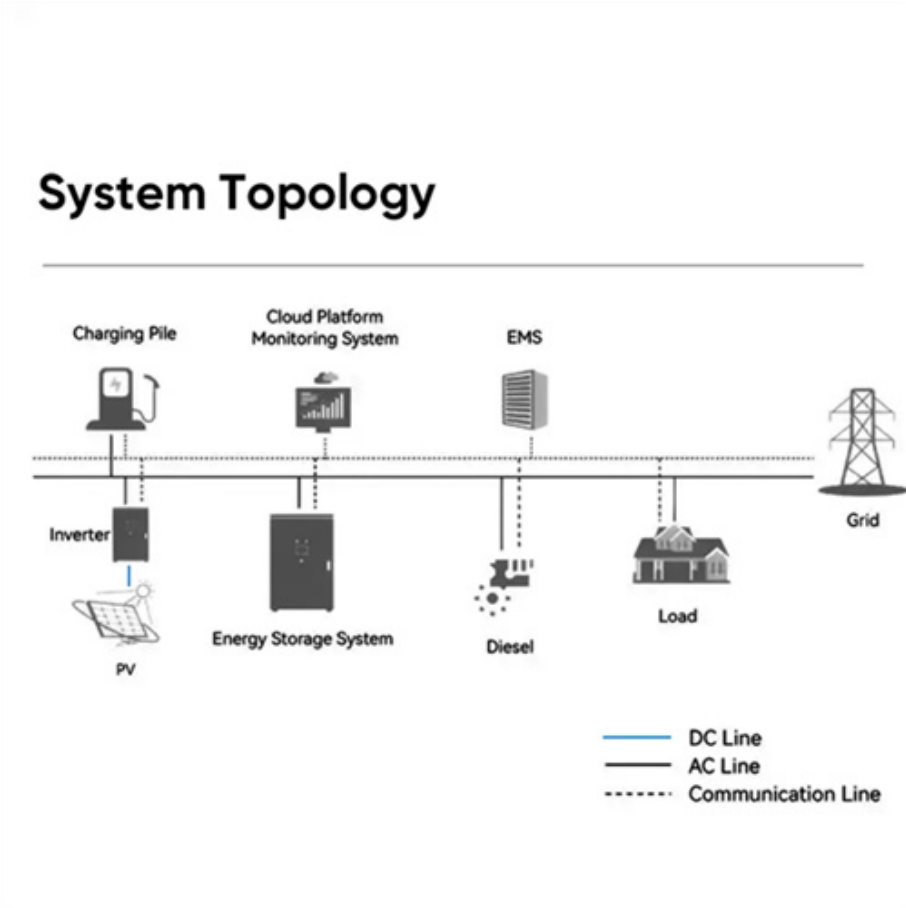 System Topology
Charging Pile
Cloud Platform
Monitoring System
EMS
Grid
Inverter
Energy Storage System
Load
Diesel
PV
DC Line
AC Line
Communication Line